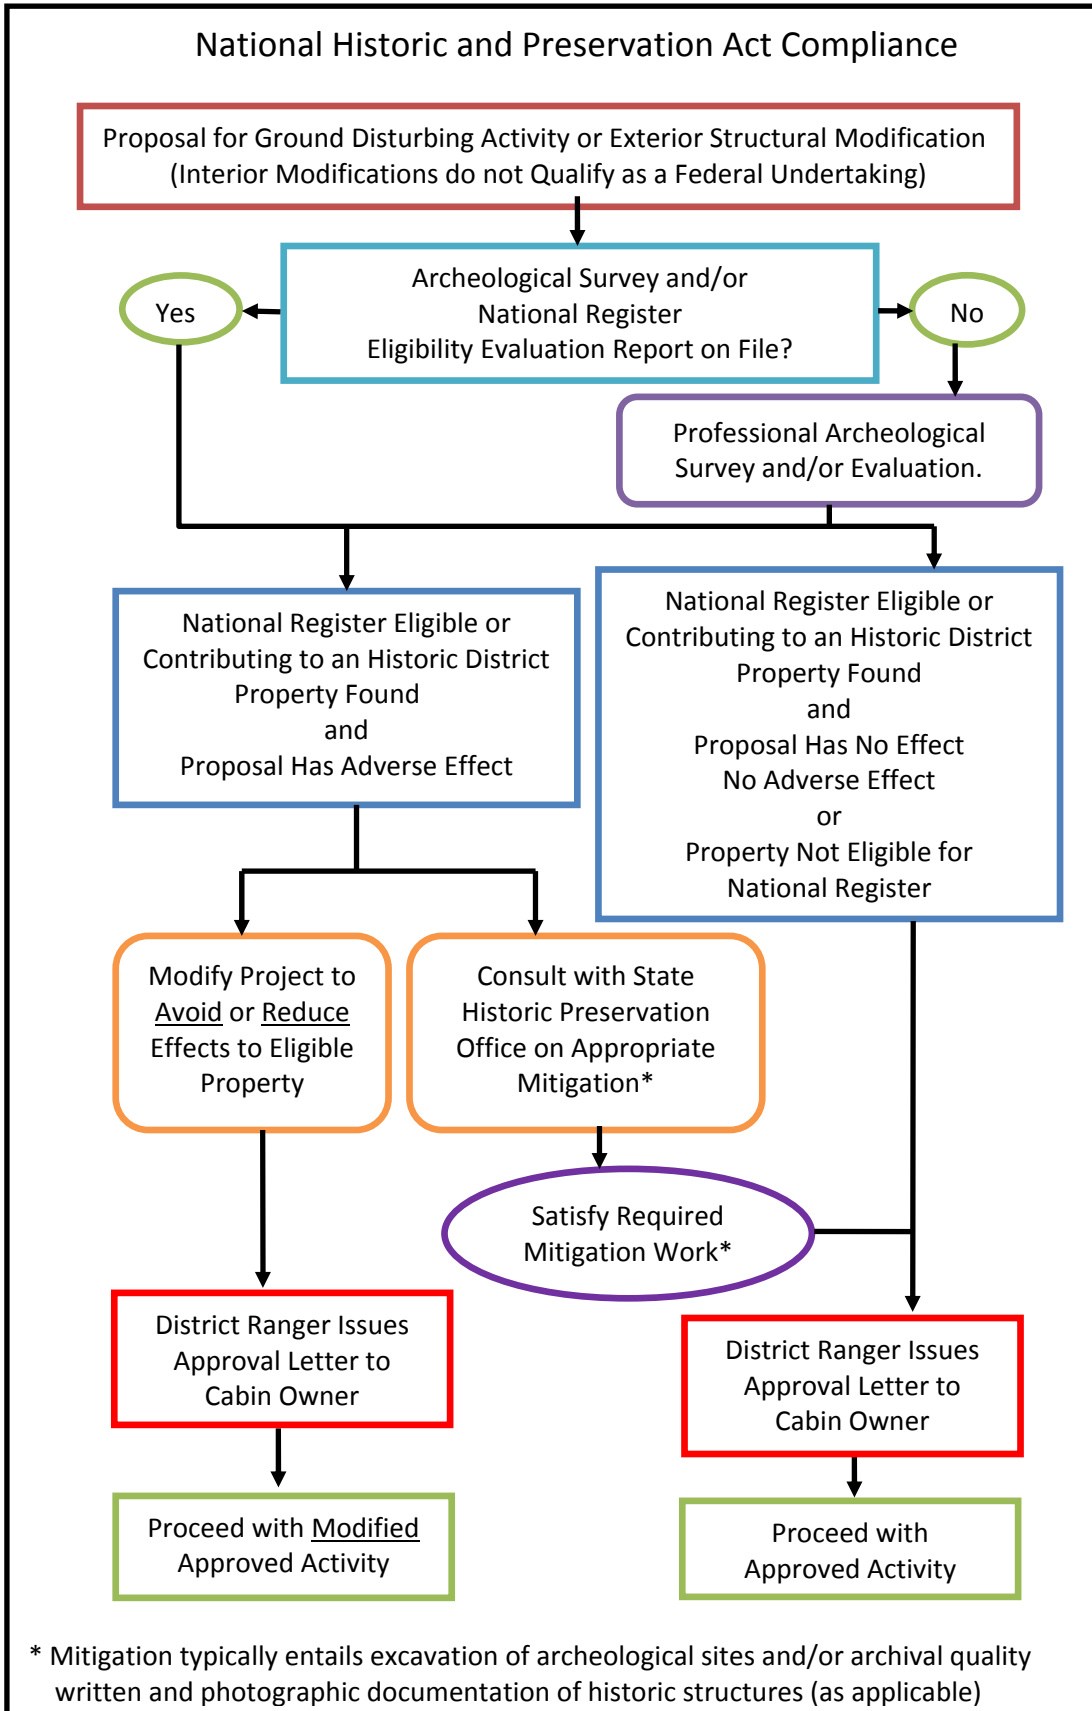 National Historic and Preservation Act Compliance
Proposal for Ground Disturbing Activity or Exterior Structural Modification
(Interior Modifications do not Qualify as a Federal Undertaking)
Archeological Survey and/or
National Register
Eligibility Evaluation Report on File?
Yes
No
Professional Archeological
Survey and/or Evaluation.
National Register Eligible or
Contributing to an Historic District
Property Found
and
Proposal Has Adverse Effect
National Register Eligible or
Contributing to an Historic District
Property Found
and
Proposal Has No Effect
No Adverse Effect
or
Property Not Eligible for
National Register
Modify Project to
Avoid or Reduce
Effects to Eligible
Property
Consult with State
Historic Preservation
Office on Appropriate
Mitigation*
Satisfy Required
Mitigation Work*
District Ranger Issues
Approval Letter to
Cabin Owner
District Ranger Issues
Approval Letter to
Cabin Owner
Proceed with Modified
Approved Activity
Proceed with
Approved Activity
* Mitigation typically entails excavation of archeological sites and/or archival quality
written and photographic documentation of historic structures (as applicable)